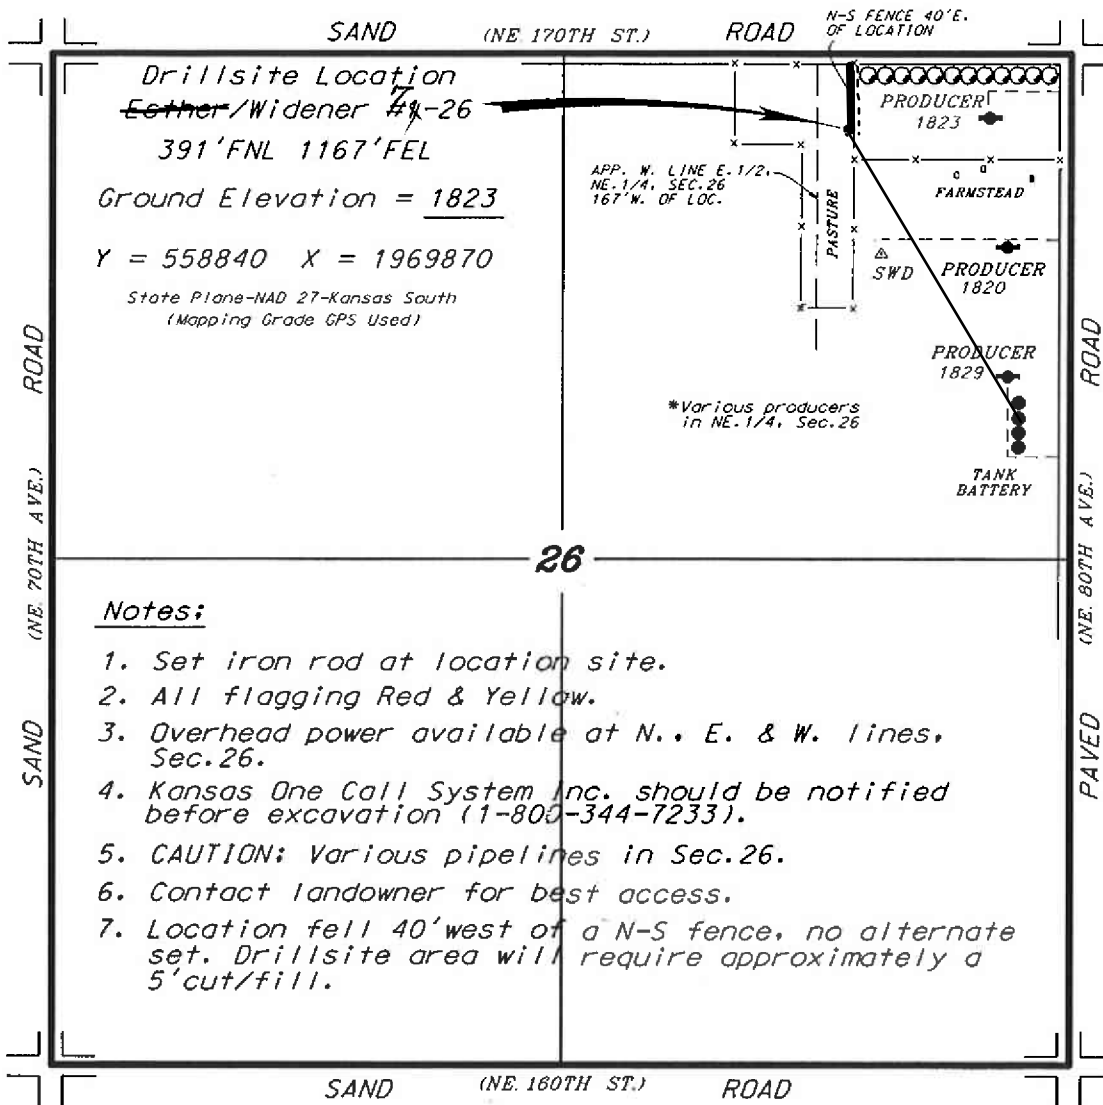 SAND (NE. 170TH ST.) ROAD
N-S FENCE 40'E.
OF LOCATION
Drillsite Location
Esther/Widener #7-26
391'FNL 1167'FEL
Ground Elevation = 1823
Y = 558840 X = 1969870
State Plane-NAD 27-Kansas South
(Mapping Grade GPS Used)
PRODUCER
1823
APP. W. LINE E.1/2,
NE.1/4, SEC.26
167'W. OF LOC.
PASTURE
FARMSTEAD
SWD
PRODUCER
1820
PRODUCER
1829
*Various producers
in NE.1/4, Sec.26
TANK
BATTERY
SAND (NE. 70TH AVE.) ROAD
PAVED (NE. 80TH AVE.) ROAD
26
Notes:
1. Set iron rod at location site.
2. All flagging Red & Yellow.
3. Overhead power available at N., E. & W. lines,
Sec.26.
4. Kansas One Call System Inc. should be notified
before excavation (1-800-344-7233).
5. CAUTION: Various pipelines in Sec.26.
6. Contact landowner for best access.
7. Location fell 40'west of a N-S fence, no alternate
set. Drillsite area will require approximately a
5'cut/fill.
SAND (NE. 160TH ST.) ROAD